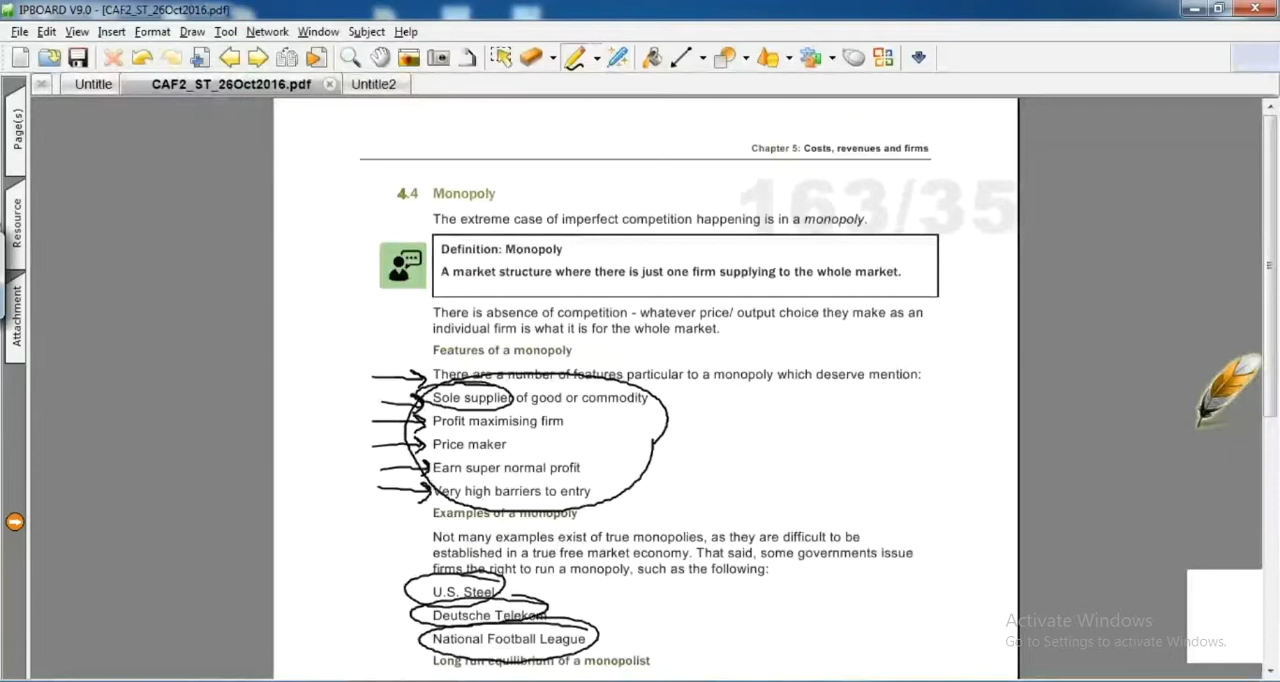 IPBOARD V9.0 - [CAF2_ST_26Oct2016.pdf]
File Edit View Insert Format Draw Tool Network Window Subject Help
Untitle CAF2_ST_26Oct2016.pdf Untitle2
Page(s)
Resource
Attachment
Chapter 5: Costs, revenues and firms
163/35
4.4 Monopoly
The extreme case of imperfect competition happening is in a monopoly.
Definition: Monopoly
A market structure where there is just one firm supplying to the whole market.
There is absence of competition - whatever price/ output choice they make as an
individual firm is what it is for the whole market.
Features of a monopoly
There are a number of features particular to a monopoly which deserve mention:
Sole supplier of good or commodity
Profit maximising firm
Price maker
Earn super normal profit
Very high barriers to entry
Examples of a monopoly
Not many examples exist of true monopolies, as they are difficult to be
established in a true free market economy. That said, some governments issue
firms the right to run a monopoly, such as the following:
U.S. Steel
Deutsche Telekom
National Football League
Long run equilibrium of a monopolist
Activate Windows
Go to Settings to activate Windows.